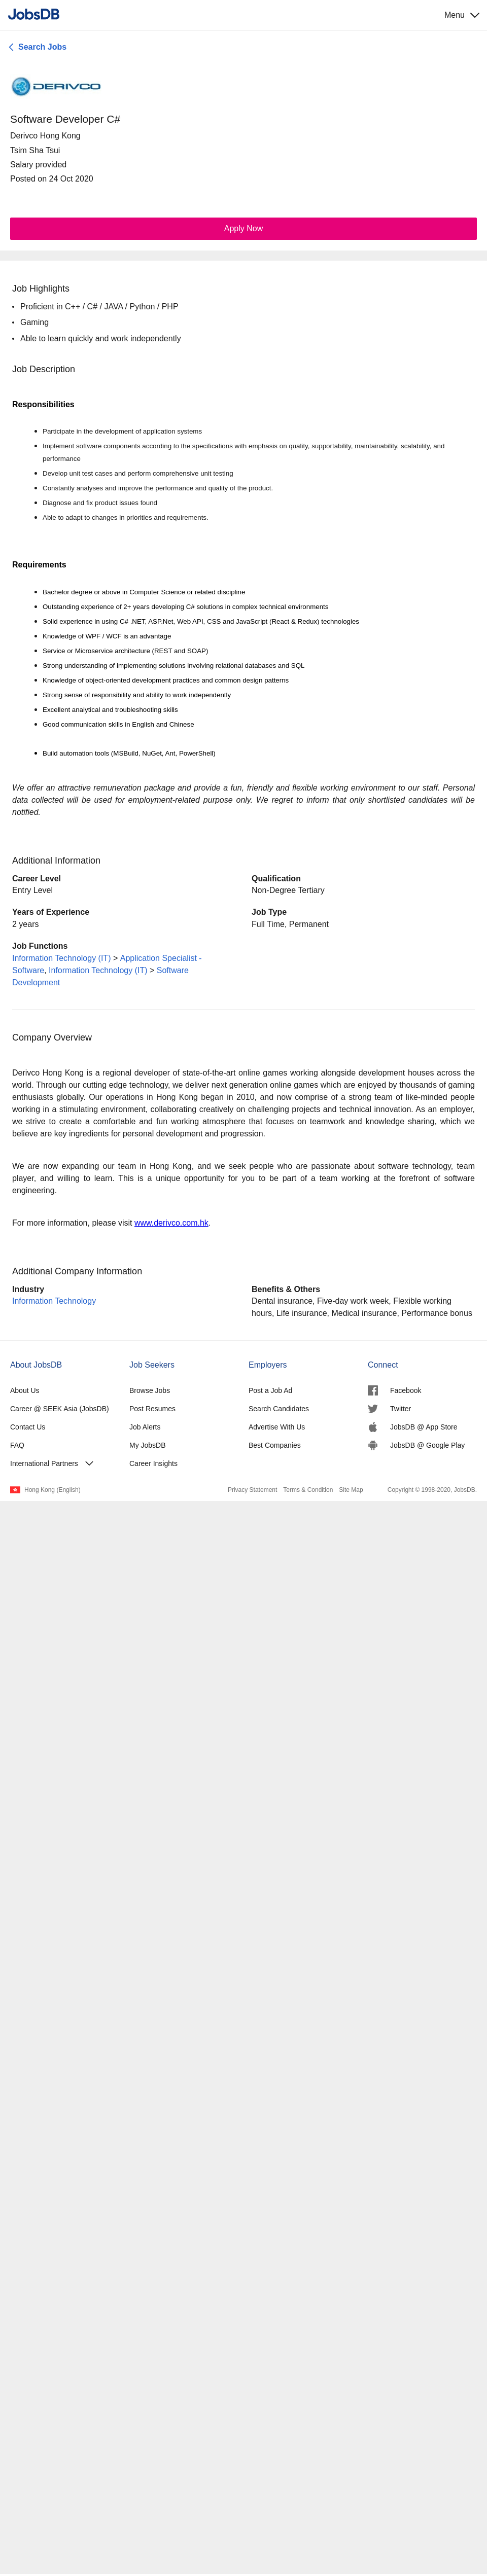 JobsDB
Menu
Search Jobs
DERIVCO
Software Developer C#
Derivco Hong Kong
Tsim Sha Tsui
Salary provided
Posted on 24 Oct 2020
Apply Now
Job Highlights
• Proficient in C++ / C# / JAVA / Python / PHP
• Gaming
• Able to learn quickly and work independently
Job Description
Responsibilities
• Participate in the development of application systems
• Implement software components according to the specifications with emphasis on quality, supportability, maintainability, scalability, and
performance
• Develop unit test cases and perform comprehensive unit testing
• Constantly analyses and improve the performance and quality of the product.
• Diagnose and fix product issues found
• Able to adapt to changes in priorities and requirements.
Requirements
• Bachelor degree or above in Computer Science or related discipline
• Outstanding experience of 2+ years developing C# solutions in complex technical environments
• Solid experience in using C# .NET, ASP.Net, Web API, CSS and JavaScript (React & Redux) technologies
• Knowledge of WPF / WCF is an advantage
• Service or Microservice architecture (REST and SOAP)
• Strong understanding of implementing solutions involving relational databases and SQL
• Knowledge of object-oriented development practices and common design patterns
• Strong sense of responsibility and ability to work independently
• Excellent analytical and troubleshooting skills
• Good communication skills in English and Chinese
• Build automation tools (MSBuild, NuGet, Ant, PowerShell)
We offer an attractive remuneration package and provide a fun, friendly and flexible working environment to our staff. Personal
data collected will be used for employment-related purpose only. We regret to inform that only shortlisted candidates will be
notified.
Additional Information
Career Level
Entry Level
Qualification
Non-Degree Tertiary
Years of Experience
2 years
Job Type
Full Time, Permanent
Job Functions
Information Technology (IT) > Application Specialist -
Software, Information Technology (IT) > Software
Development
Company Overview
Derivco Hong Kong is a regional developer of state-of-the-art online games working alongside development houses across the
world. Through our cutting edge technology, we deliver next generation online games which are enjoyed by thousands of gaming
enthusiasts globally. Our operations in Hong Kong began in 2010, and now comprise of a strong team of like-minded people
working in a stimulating environment, collaborating creatively on challenging projects and technical innovation. As an employer,
we strive to create a comfortable and fun working atmosphere that focuses on teamwork and knowledge sharing, which we
believe are key ingredients for personal development and progression.
We are now expanding our team in Hong Kong, and we seek people who are passionate about software technology, team
player, and willing to learn. This is a unique opportunity for you to be part of a team working at the forefront of software
engineering.
For more information, please visit www.derivco.com.hk.
Additional Company Information
Industry
Information Technology
Benefits & Others
Dental insurance, Five-day work week, Flexible working
hours, Life insurance, Medical insurance, Performance bonus
About JobsDB
About Us
Career @ SEEK Asia (JobsDB)
Contact Us
FAQ
International Partners
Job Seekers
Browse Jobs
Post Resumes
Job Alerts
My JobsDB
Career Insights
Employers
Post a Job Ad
Search Candidates
Advertise With Us
Best Companies
Connect
Facebook
Twitter
JobsDB @ App Store
JobsDB @ Google Play
Hong Kong (English)
Privacy Statement Terms & Condition Site Map
Copyright © 1998-2020, JobsDB.